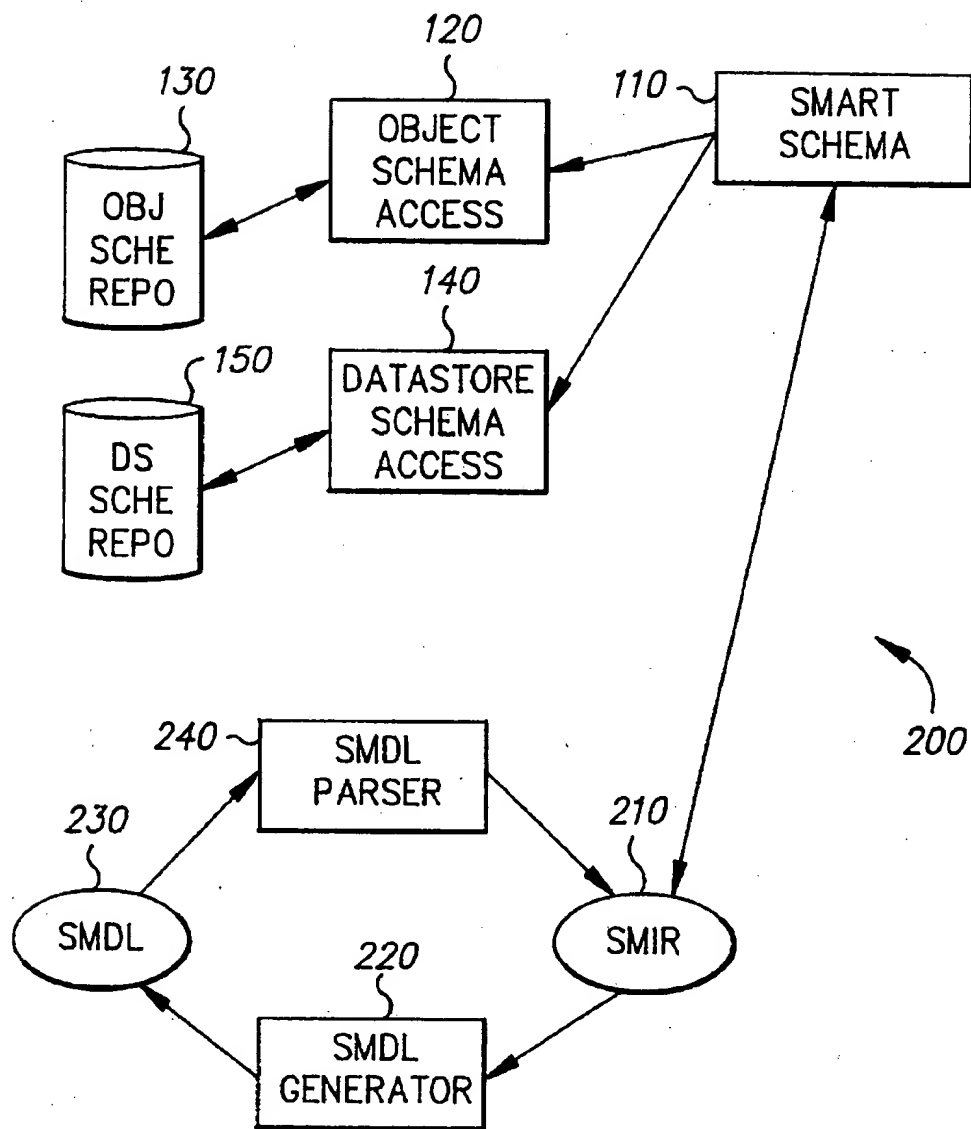 120
130
110
OBJECT
SCHEMA
ACCESS
SMART
SCHEMA
OBJ
SCHE
REPO
140
150
DATASTORE
SCHEMA
ACCESS
DS
SCHE
REPO
200
240
SMDL
PARSER
230
210
SMDL
SMIR
220
SMDL
GENERATOR